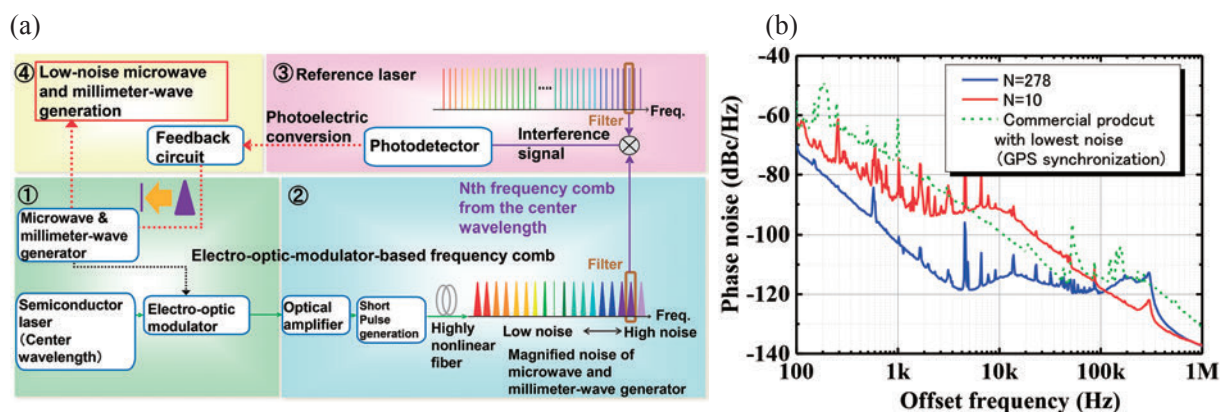 (a)
④ Low-noise microwave
and millimeter-wave
generation
③ Reference laser
Freq.
Filter
Photoelectric
conversion
Photodetector
Interference
signal
Feedback
circuit
①
Microwave &
millimeter-wave
generator
②
Nth frequency comb
from the center
wavelength
Electro-optic-modulator-based frequency comb
Filter
Semiconductor
laser
(Center
wavelength)
Electro-optic
modulator
Optical
amplifier
Short
Pulse generation
Highly
nonlinear
fiber
Freq.
Low noise
High noise
Magnified noise of
microwave and
millimeter-wave generator
(b)
Phase noise (dBc/Hz)
-40
-60
-80
-100
-120
-140
N=278
N=10
Commercial prodcut
with lowest noise
(GPS synchronization)
100 1k 10k 100k 1M
Offset frequency (Hz)